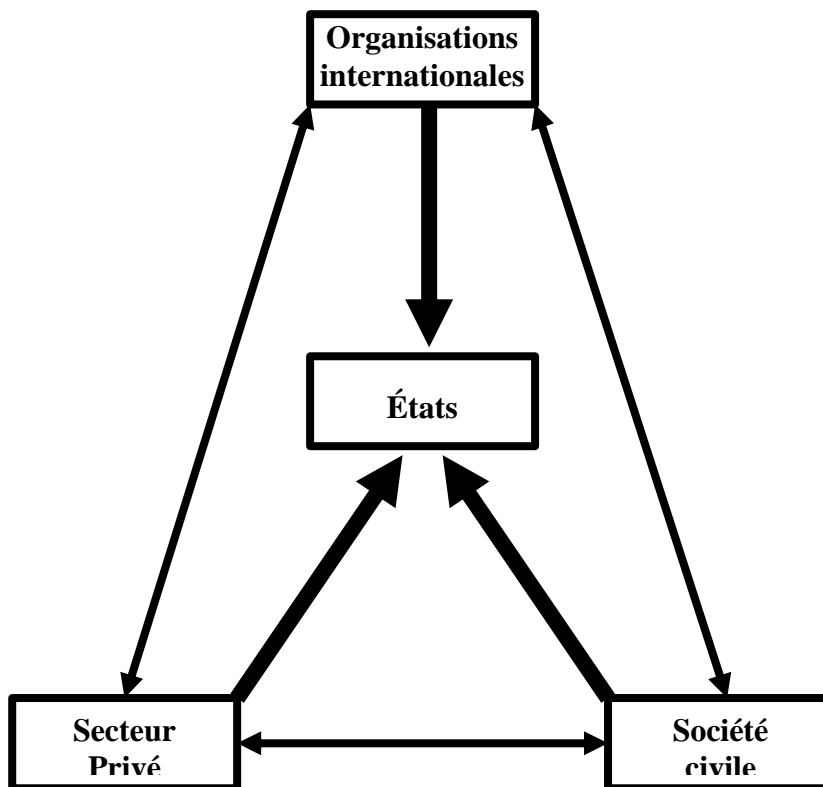 Organisations
internationales
États
Secteur
Privé
Société
civile